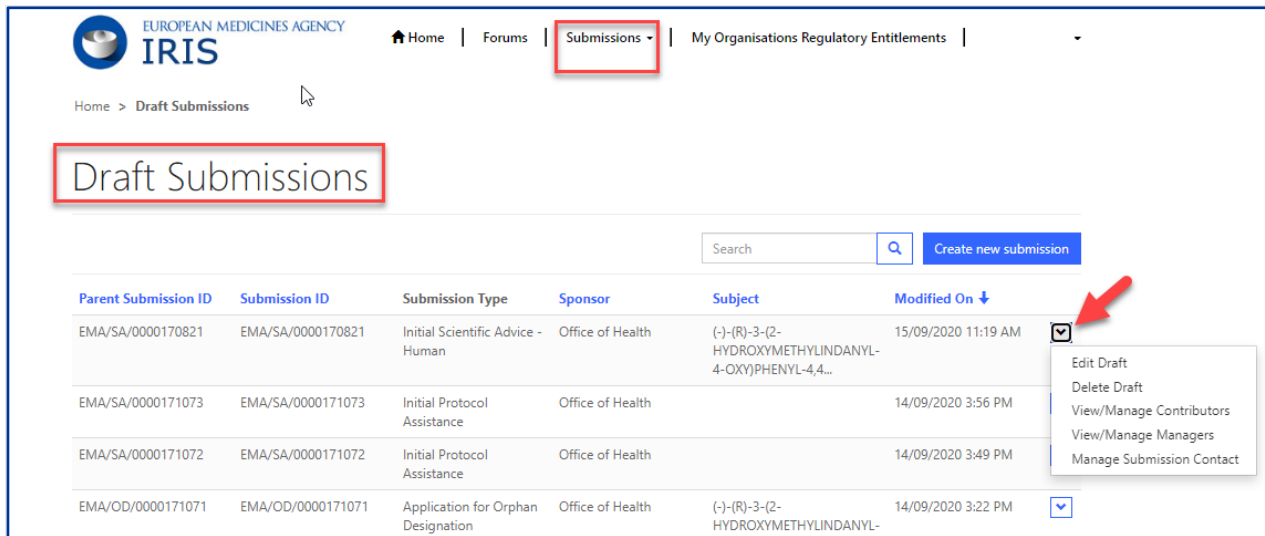 EUROPEAN MEDICINES AGENCY
IRIS
Home | Forums | Submissions | My Organisations Regulatory Entitlements |
Home > Draft Submissions
Draft Submissions
Search
Create new submission
Parent Submission ID Submission ID Submission Type Sponsor Subject Modified On
EMA/SA/0000170821 EMA/SA/0000170821 Initial Scientific Advice - Office of Health (-)-(R)-3-(2- 15/09/2020 11:19 AM
Human HYDROXYMETHYLINDANYL-
4-OXY)PHENYL-4,4...
Edit Draft
Delete Draft
View/Manage Contributors
View/Manage Managers
Manage Submission Contact
EMA/SA/0000171073 EMA/SA/0000171073 Initial Protocol Office of Health 14/09/2020 3:56 PM
Assistance
EMA/SA/0000171072 EMA/SA/0000171072 Initial Protocol Office of Health 14/09/2020 3:49 PM
Assistance
EMA/OD/0000171071 EMA/OD/0000171071 Application for Orphan Office of Health (-)-(R)-3-(2- 14/09/2020 3:22 PM
Designation HYDROXYMETHYLINDANYL-